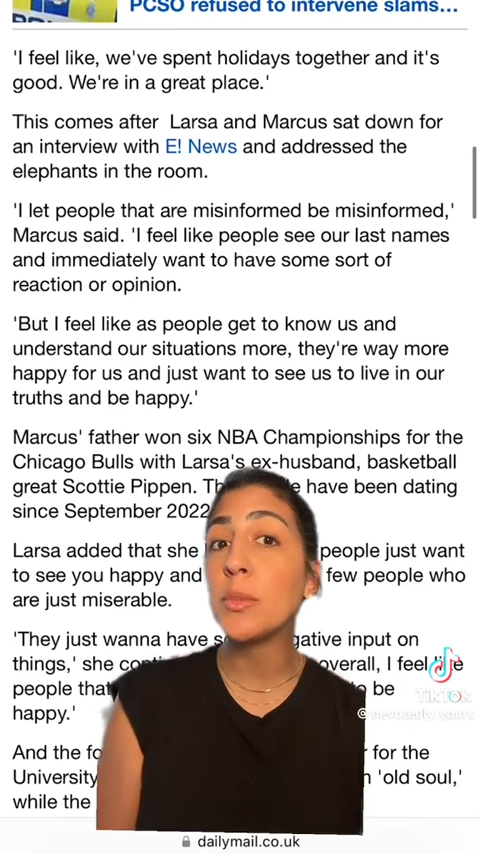 PCSO refused to intervene slams...
'I feel like, we've spent holidays together and it's
good. We're in a great place.'
This comes after Larsa and Marcus sat down for
an interview with E! News and addressed the
elephants in the room.
'I let people that are misinformed be misinformed,'
Marcus said. 'I feel like people see our last names
and immediately want to have some sort of
reaction or opinion.
'But I feel like as people get to know us and
understand our situations more, they're way more
happy for us and just want to see us to live in our
truths and be happy.'
Marcus' father won six NBA Championships for the
Chicago Bulls with Larsa's ex-husband, basketball
great Scottie Pippen. have been dating
since September 2022
Larsa added that she people just want
to see you happy and few people who
are just miserable.
'They just wanna have negative input on
things,' she overall, I feel like
people that be
happy.'
And the for the
University 'old soul,'
while the
TikTok
@devotedly.yours
dailymail.co.uk